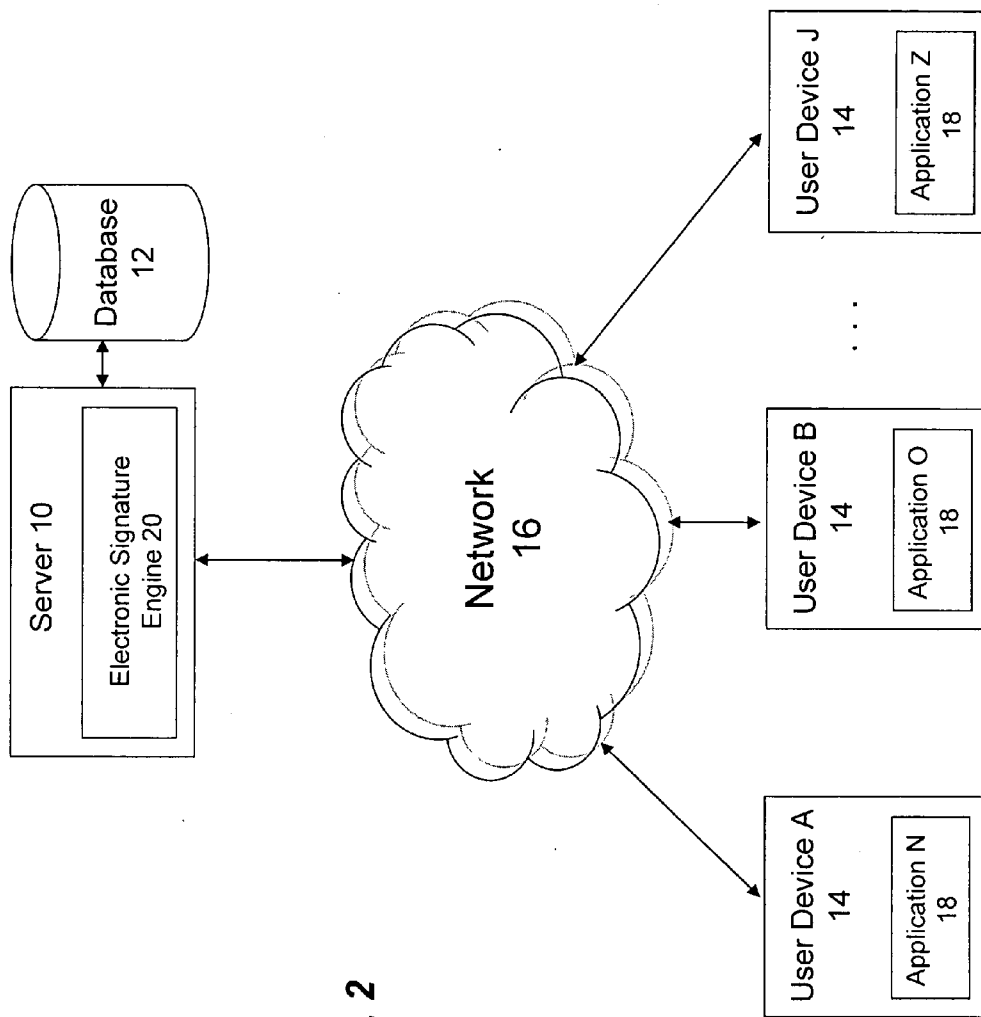 Server 10
Electronic Signature
Engine 20
Database
12
Network
16
User Device A
14
Application N
18
User Device B
14
Application O
18
. . .
User Device J
14
Application Z
18
2